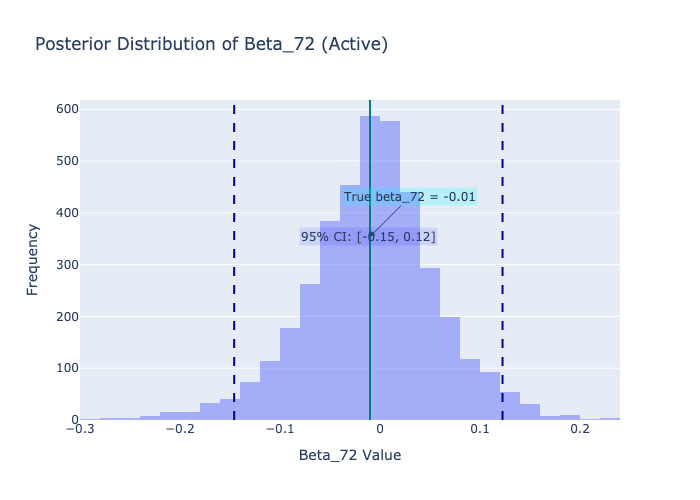 Posterior Distribution of Beta_72 (Active)
600
500
400
300
200
100
0
Frequency
True beta_72 = -0.01
95% CI: [-0.15, 0.12]
−0.3
−0.2
−0.1
0
0.1
0.2
Beta_72 Value